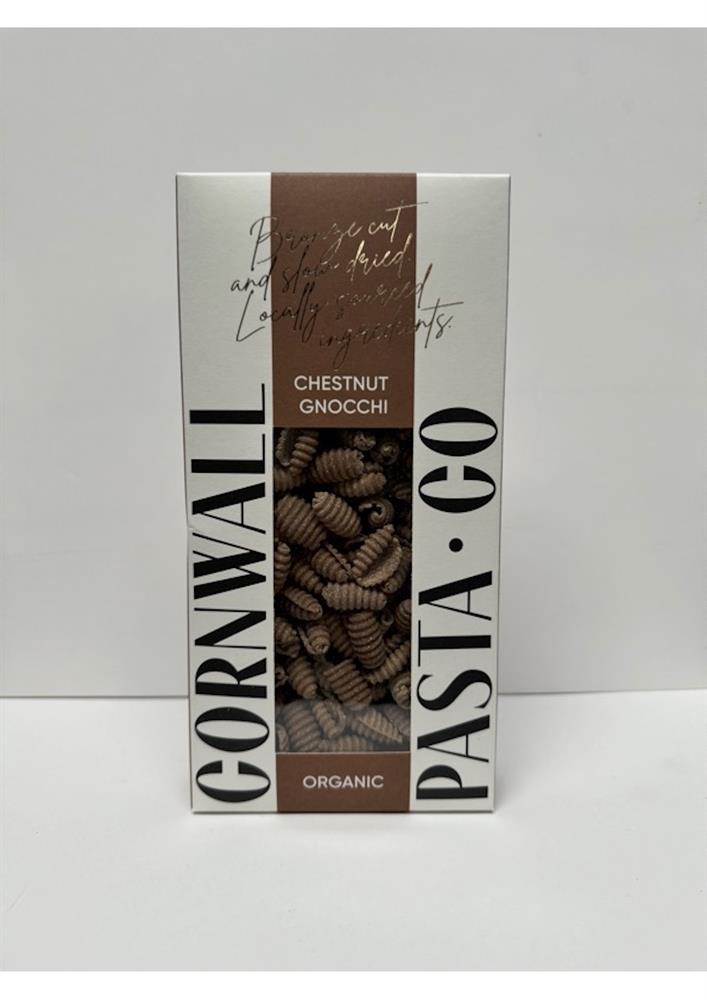 Bronze cut
and slow-dried.
Locally sourced
ingredients.
CHESTNUT
GNOCCHI
CORNWALL
PASTA • CO
ORGANIC